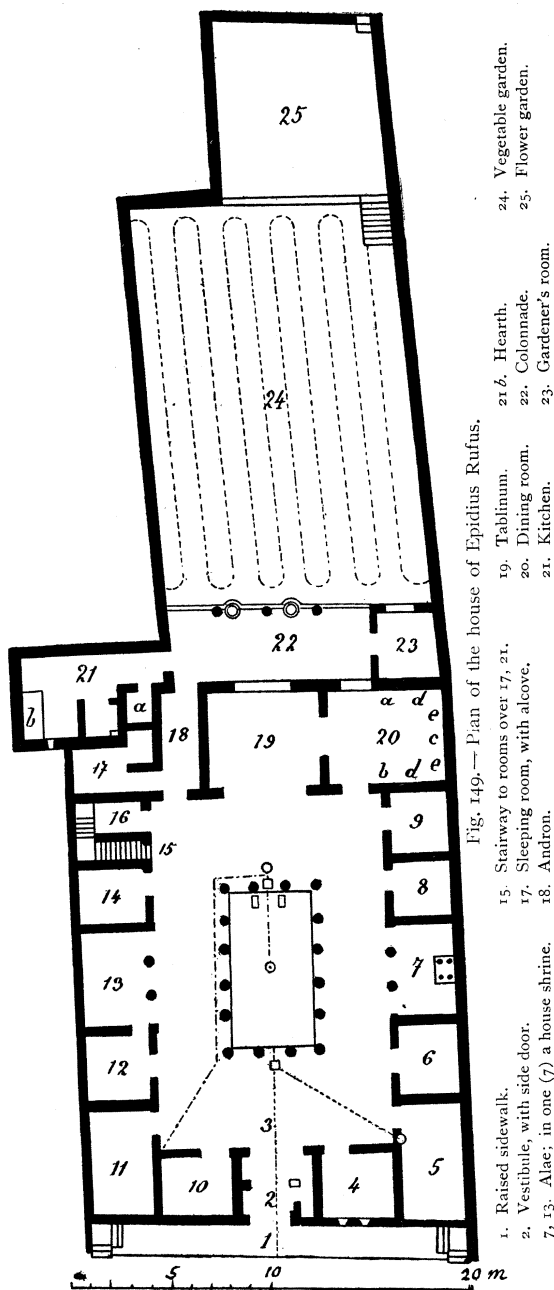 25
24
22
23
21
b
a
18
19
20
a d
e
c
e
b d
17
16
15
9
14
8
13
7
12
6
3
11
10
2
4
5
1
5
10
20 m
Fig. 149.—Plan of the house of Epidius Rufus.
1. Raised sidewalk.
2. Vestibule, with side door.
7, 13. Alae; in one (7) a house shrine.
15. Stairway to rooms over 17, 21.
17. Sleeping room, with alcove.
18. Andron.
19. Tablinum.
20. Dining room.
21. Kitchen.
21 b. Hearth.
22. Colonnade.
23. Gardener's room.
24. Vegetable garden.
25. Flower garden.